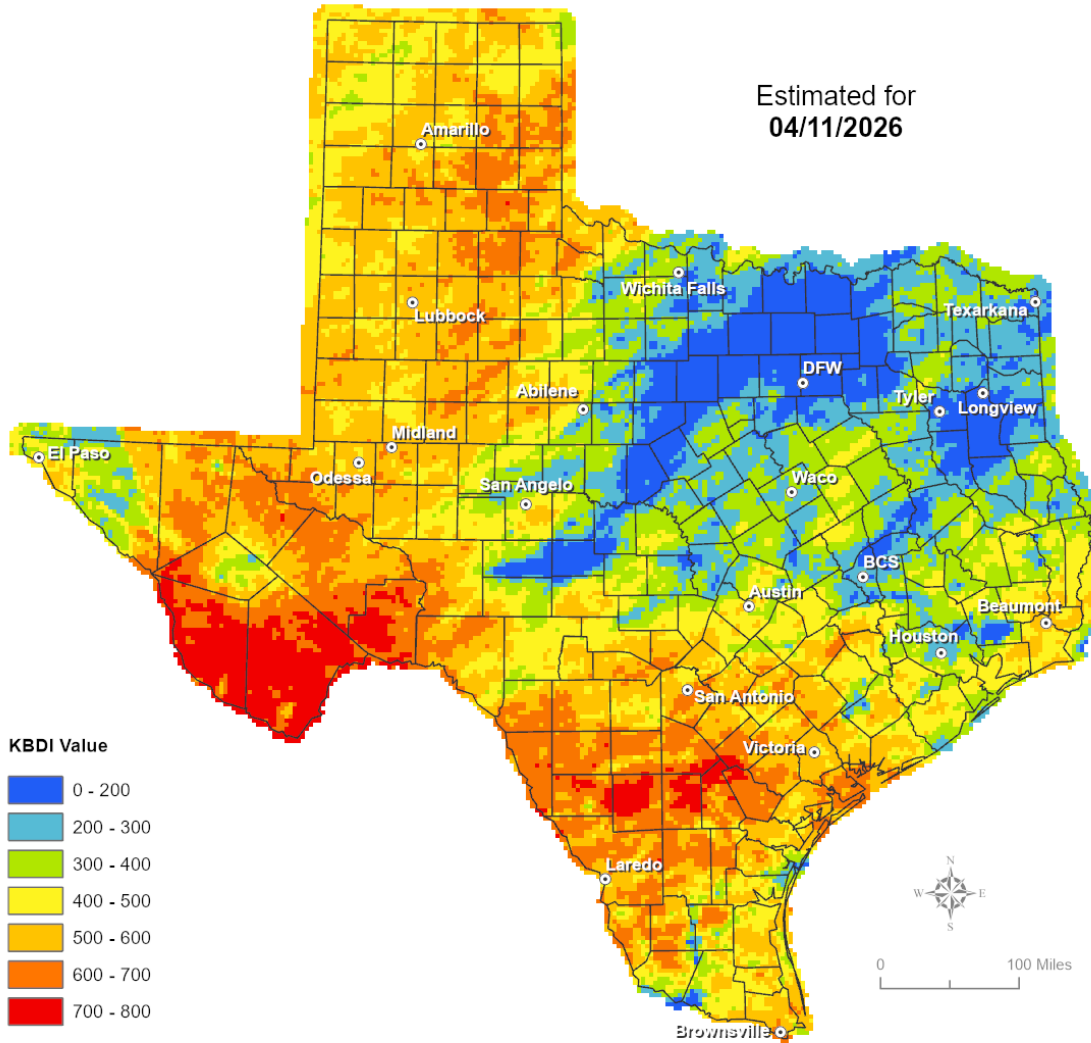 Estimated for
04/11/2026
Amarillo
Wichita Falls
Texarkana
Lubbock
DFW
Abilene
Tyler
Longview
Midland
El Paso
Odessa
San Angelo
Waco
BCS
Austin
Beaumont
Houston
San Antonio
Victoria
Laredo
Brownsville
KBDI Value
0 - 200
200 - 300
300 - 400
400 - 500
500 - 600
600 - 700
700 - 800
N
W E
S
0 100 Miles